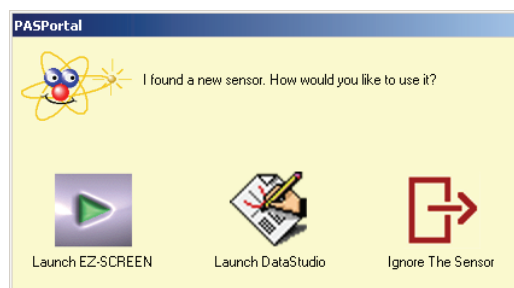 PASPortal
I found a new sensor. How would you like to use it?
Launch EZ-SCREEN
Launch DataStudio
Ignore The Sensor